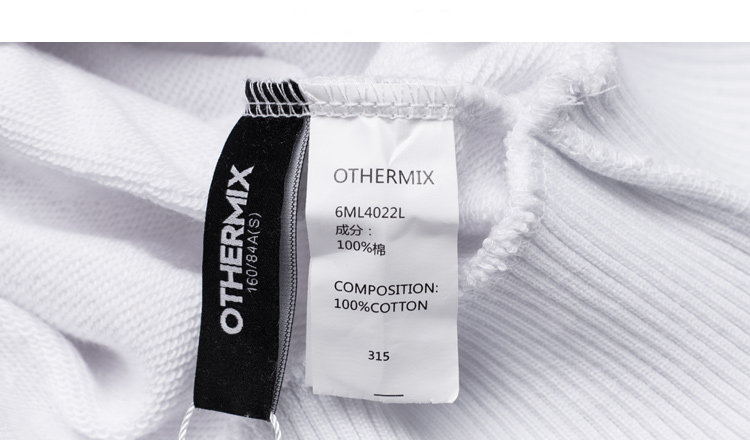 OTHERMIX
160/84A(S)
OTHERMIX
6ML4022L
成分：
100%棉
COMPOSITION:
100%COTTON
315